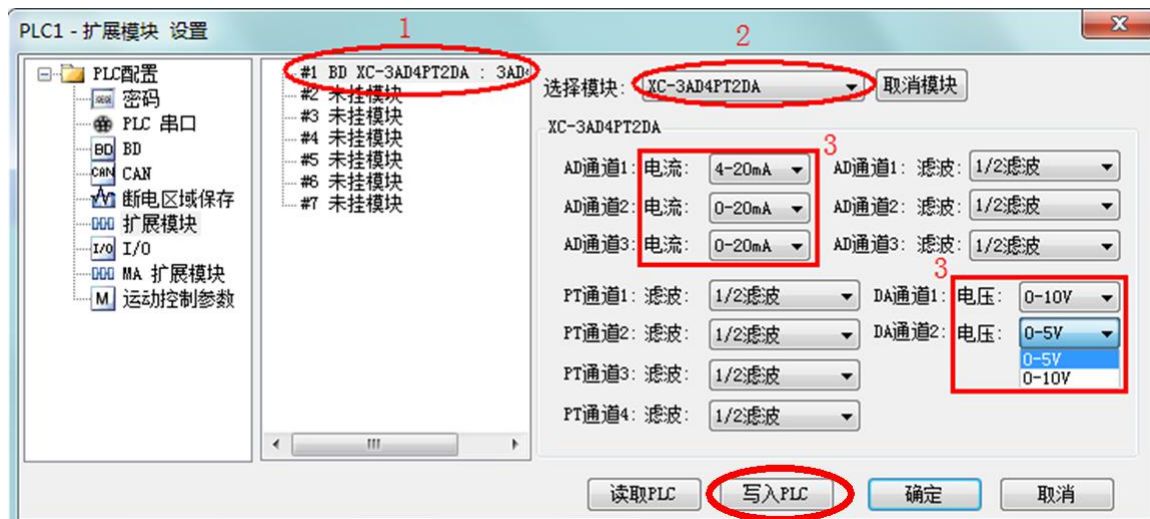 PLC1 - 扩展模块 设置
1
2
PLC配置
密码
PLC 串口
BD BD
CAN CAN
断电区域保存
扩展模块
I/O I/O
MA 扩展模块
M 运动控制参数
#1 BD XC-3AD4PT2DA : 3AD
#2 未挂模块
#3 未挂模块
#4 未挂模块
#5 未挂模块
#6 未挂模块
#7 未挂模块
选择模块: XC-3AD4PT2DA 取消模块
XC-3AD4PT2DA
3
AD通道1: 电流: 4-20mA AD通道1: 滤波: 1/2滤波
AD通道2: 电流: 0-20mA AD通道2: 滤波: 1/2滤波
AD通道3: 电流: 0-20mA AD通道3: 滤波: 1/2滤波
3
PT通道1: 滤波: 1/2滤波 DA通道1: 电压: 0-10V
PT通道2: 滤波: 1/2滤波 DA通道2: 电压: 0-5V
0-5V
PT通道3: 滤波: 1/2滤波 0-10V
PT通道4: 滤波: 1/2滤波
读取PLC 写入PLC 确定 取消